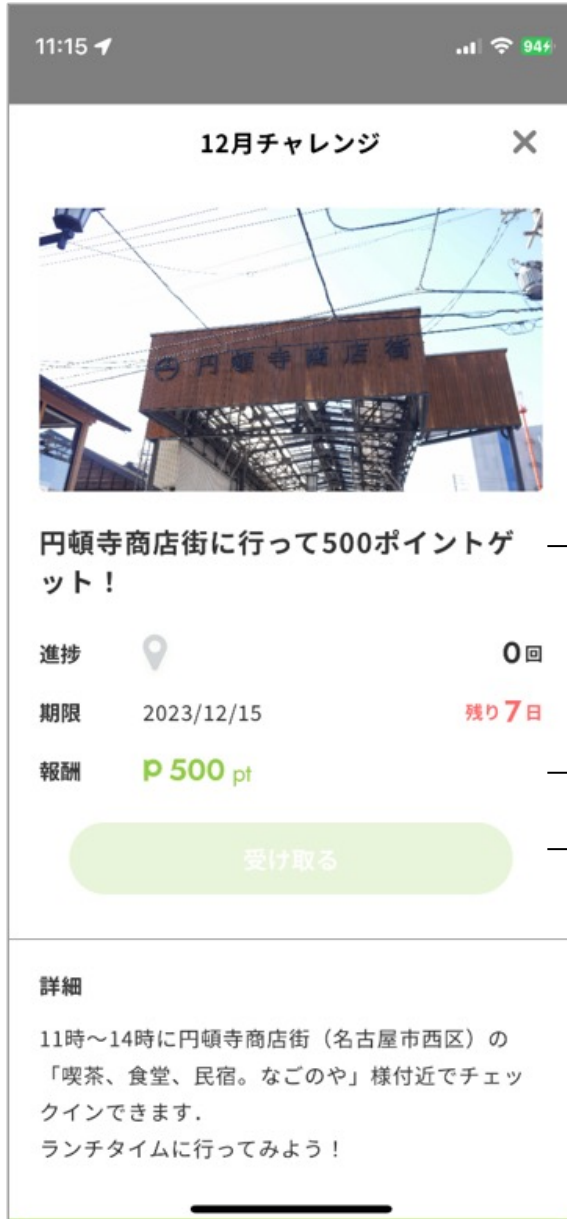 11:15
94
12月チャレンジ
円頓寺商店街
円頓寺商店街に行って500ポイントゲ
ット！
進捗 0回
期限 2023/12/15 残り7日
報酬 P 500 pt
受け取る
詳細
11時～14時に円頓寺商店街（名古屋市西区）の
「喫茶、食堂、民宿。なごのや」様付近でチェッ
クインできます.
ランチタイムに行ってみよう！